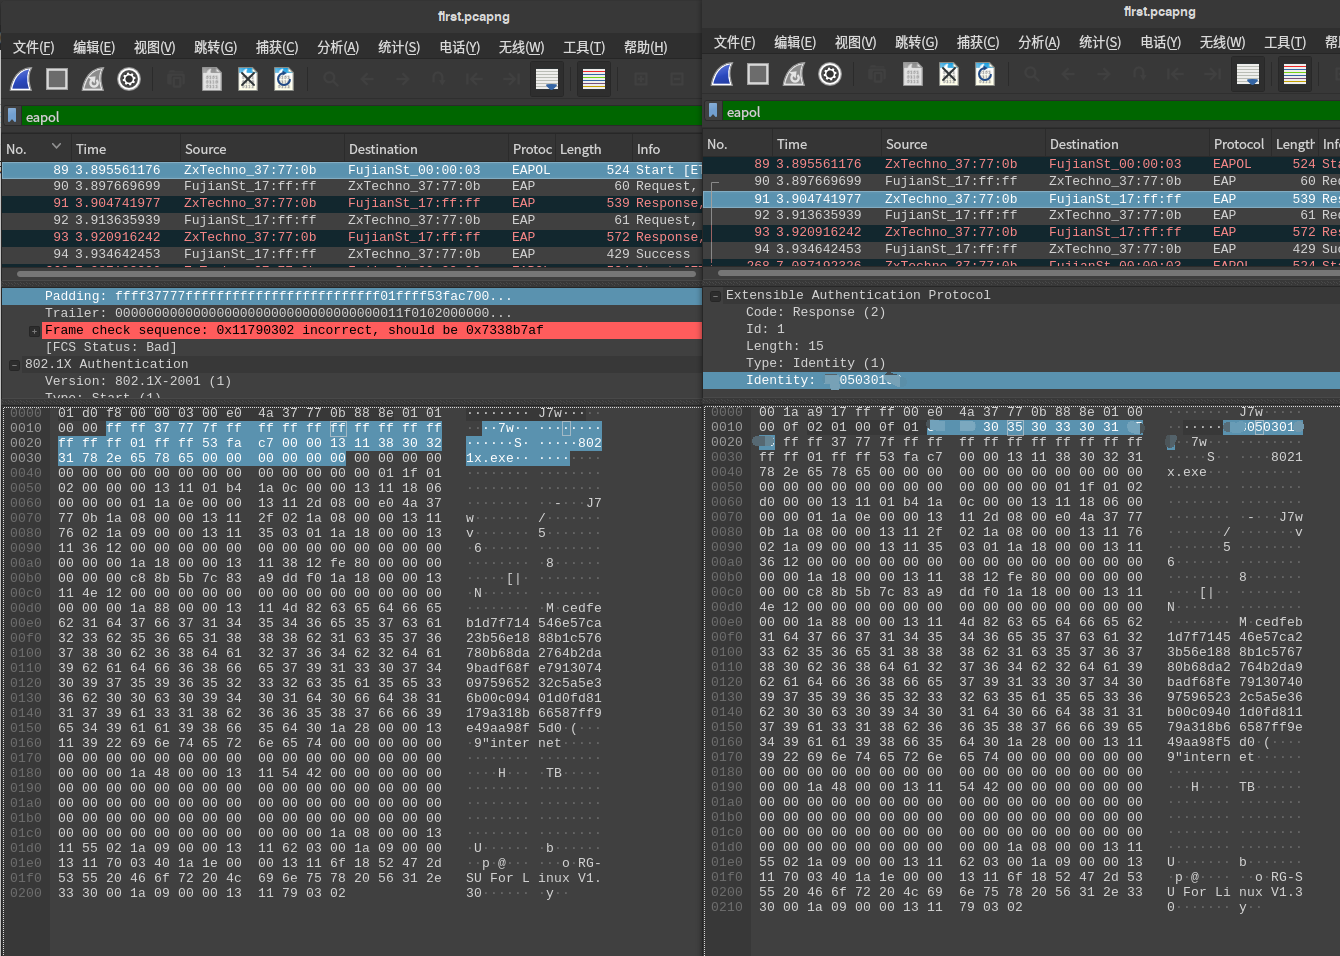 first.pcapng
文件(F) 编辑(E) 视图(V) 跳转(G) 捕获(C) 分析(A) 统计(S) 电话(Y) 无线(W) 工具(T) 帮助(H)
eapol
No. Time Source Destination Protoc Length Info
89 3.895561176 ZxTechno_37:77:0b FujianSt_00:00:03 EAPOL 524 Start [E
90 3.897669699 FujianSt_17:ff:ff ZxTechno_37:77:0b EAP 60 Request,
91 3.904741977 ZxTechno_37:77:0b FujianSt_17:ff:ff EAP 539 Response,
92 3.913635939 FujianSt_17:ff:ff ZxTechno_37:77:0b EAP 61 Request,
93 3.920916242 ZxTechno_37:77:0b FujianSt_17:ff:ff EAP 572 Response,
94 3.934642453 FujianSt_17:ff:ff ZxTechno_37:77:0b EAP 429 Success
Padding: ffff37777fffffffffffffffffffffffff01ffff53fac700...
Trailer: 000000000000000000000000000000000011f0102000000...
Frame check sequence: 0x11790302 incorrect, should be 0x7338b7af
[FCS Status: Bad]
802.1X Authentication
Version: 802.1X-2001 (1)
0000 01 d0 f8 00 00 03 00 e0 4a 37 77 0b 88 8e 01 01 ········ J7w·····
0010 00 00 ff ff 37 77 7f ff ff ff ff ff ff ff ff ff ····7w·· ········
0020 ff ff ff 01 ff ff 53 fa c7 00 00 13 11 38 30 32 ······S· ·····802
0030 31 78 2e 65 78 65 00 00 00 00 00 00 00 00 00 00 1x.exe·· ········
0040 00 00 00 00 00 00 00 00 00 00 00 00 00 01 1f 01
0050 02 00 00 00 13 11 01 b4 1a 0c 00 00 13 11 18 06
0060 00 00 00 01 1a 0e 00 00 13 11 2d 08 00 e0 4a 37 ········ ··-···J7
0070 77 0b 1a 08 00 00 13 11 2f 02 1a 08 00 00 13 11 w······· /·······
0080 76 02 1a 09 00 00 13 11 35 03 01 1a 18 00 00 13 v······· 5·······
0090 11 36 12 00 00 00 00 00 00 00 00 00 00 00 00 00 ·6······ ········
00a0 00 00 00 1a 18 00 00 13 11 38 12 fe 80 00 00 00 ········ ·8······
00b0 00 00 00 c8 8b 5b 7c 83 a9 dd f0 1a 18 00 00 13 ·····[|· ········
00c0 11 4e 12 00 00 00 00 00 00 00 00 00 00 00 00 00 ·N······ ········
00d0 00 00 00 1a 88 00 00 13 11 4d 82 63 65 64 66 65 ········ ·M·cedfe
00e0 62 31 64 37 66 37 31 34 35 34 36 65 35 37 63 61 b1d7f714 546e57ca
00f0 32 33 62 35 36 65 31 38 38 38 62 31 63 35 37 36 23b56e18 88b1c576
0100 37 38 30 62 36 38 64 61 32 37 36 34 62 32 64 61 780b68da 2764b2da
0110 39 62 61 64 66 36 38 66 65 37 39 31 33 30 37 34 9badf68f e7913074
0120 30 39 37 35 39 36 35 32 33 32 63 35 61 35 65 33 09759652 32c5a5e3
0130 36 62 30 30 63 30 39 34 30 31 64 30 66 64 38 31 6b00c094 01d0fd81
0140 31 37 39 61 33 31 38 62 36 36 35 38 37 66 66 39 179a318b 66587ff9
0150 65 34 39 61 61 39 38 66 35 64 30 1a 28 00 00 13 e49aa98f 5d0·(···
0160 11 39 22 69 6e 74 65 72 6e 65 74 00 00 00 00 00 ·9"inter net·····
0170 00 00 00 00 00 00 00 00 00 00 00 00 00 00 00 00
0180 00 00 00 1a 48 00 00 13 11 54 42 00 00 00 00 00 ····H··· ·TB·····
0190 00 00 00 00 00 00 00 00 00 00 00 00 00 00 00 00
01a0 00 00 00 00 00 00 00 00 00 00 00 00 00 00 00 00
01b0 00 00 00 00 00 00 00 00 00 00 00 00 00 00 00 00
01c0 00 00 00 00 00 00 00 00 00 00 00 1a 08 00 00 13
01d0 11 55 02 1a 09 00 00 13 11 62 03 00 1a 09 00 00 ·U······ ·b······
01e0 13 11 70 03 40 1a 1e 00 00 13 11 6f 18 52 47 2d ··p·@··· ···o·RG-
01f0 53 55 20 46 6f 72 20 4c 69 6e 75 78 20 56 31 2e SU For L inux V1.
0200 33 30 00 1a 09 00 00 13 11 79 03 02 30······ ·y··
first.pcapng
文件(F) 编辑(E) 视图(V) 跳转(G) 捕获(C) 分析(A) 统计(S) 电话(Y) 无线(W) 工具(T)
eapol
No. Time Source Destination Protocol Length Inf
89 3.895561176 ZxTechno_37:77:0b FujianSt_00:00:03 EAPOL 524 Sta
90 3.897669699 FujianSt_17:ff:ff ZxTechno_37:77:0b EAP 60 Req
91 3.904741977 ZxTechno_37:77:0b FujianSt_17:ff:ff EAP 539 Res
92 3.913635939 FujianSt_17:ff:ff ZxTechno_37:77:0b EAP 61 Req
93 3.920916242 ZxTechno_37:77:0b FujianSt_17:ff:ff EAP 572 Res
94 3.934642453 FujianSt_17:ff:ff ZxTechno_37:77:0b EAP 429 Suc
268 7.087192326 ZxTechno_37:77:0b FujianSt_00:00:03 EAPOL 524 Sta
Extensible Authentication Protocol
Code: Response (2)
Id: 1
Length: 15
Type: Identity (1)
Identity: 050301
0000 00 1a a9 17 ff ff 00 e0 4a 37 77 0b 88 8e 01 00 ········ J7w·····
0010 00 0f 02 01 00 0f 01 30 35 30 33 30 31 050301
0020 ff ff ff 37 77 7f ff ff ff ff ff ff ff ff ff 7w
0030 ff ff 01 ff ff 53 fa c7 00 00 13 11 38 30 32 31 ·····S·· ····8021
0040 78 2e 65 78 65 00 00 00 00 00 00 00 00 00 00 00 x.exe··· ········
0050 00 00 00 00 00 00 00 00 00 00 00 00 01 1f 01 02
0060 d0 00 00 13 11 01 b4 1a 0c 00 00 13 11 18 06 00
0070 00 00 01 1a 0e 00 00 13 11 2d 08 00 e0 4a 37 77 ········ ·-···J7w
0080 0b 1a 08 00 00 13 11 2f 02 1a 08 00 00 13 11 76 ·······/ ·······v
0090 02 1a 09 00 00 13 11 35 03 01 1a 18 00 00 13 11 ·······5 ········
00a0 36 12 00 00 00 00 00 00 00 00 00 00 00 00 00 00 6······· ········
00b0 00 00 1a 18 00 00 13 11 38 12 fe 80 00 00 00 00 ········ 8·······
00c0 00 00 c8 8b 5b 7c 83 a9 dd f0 1a 18 00 00 13 11 ····[|·· ········
00d0 4e 12 00 00 00 00 00 00 00 00 00 00 00 00 00 00 N······· ········
00e0 00 00 1a 88 00 00 13 11 4d 82 63 65 64 66 65 62 ········ M·cedfeb
00f0 31 64 37 66 37 31 34 35 34 36 65 35 37 63 61 32 1d7f7145 46e57ca2
0100 33 62 35 36 65 31 38 38 38 62 31 63 35 37 36 37 3b56e188 8b1c5767
0110 38 30 62 36 38 64 61 32 37 36 34 62 32 64 61 39 80b68da2 764b2da9
0120 62 61 64 66 36 38 66 65 37 39 31 33 30 37 34 30 badf68fe 79130740
0130 39 37 35 39 36 35 32 33 32 63 35 61 35 65 33 36 97596523 2c5a5e36
0140 62 30 30 63 30 39 34 30 31 64 30 66 64 38 31 31 b00c0940 1d0fd811
0150 37 39 61 33 31 38 62 36 36 35 38 37 66 66 39 65 79a318b6 6587ff9e
0160 34 39 61 61 39 38 66 35 64 30 1a 28 00 00 13 11 49aa98f5 d0·(····
0170 39 22 69 6e 74 65 72 6e 65 74 00 00 00 00 00 00 9"intern et······
0180 00 00 00 00 00 00 00 00 00 00 00 00 00 00 00 00
0190 00 00 1a 48 00 00 13 11 54 42 00 00 00 00 00 00 ···H···· TB······
01a0 00 00 00 00 00 00 00 00 00 00 00 00 00 00 00 00
01b0 00 00 00 00 00 00 00 00 00 00 00 00 00 00 00 00
01c0 00 00 00 00 00 00 00 00 00 00 00 00 00 00 00 00
01d0 00 00 00 00 00 00 00 00 00 00 1a 08 00 00 13 11
01e0 55 02 1a 09 00 00 13 11 62 03 00 1a 09 00 00 13 U······· b·······
01f0 11 70 03 40 1a 1e 00 00 13 11 6f 18 52 47 2d 53 ·p·@···· ··o·RG-S
0200 55 20 46 6f 72 20 4c 69 6e 75 78 20 56 31 2e 33 U For Li nux V1.3
0210 30 00 1a 09 00 00 13 11 79 03 02 0······· y··